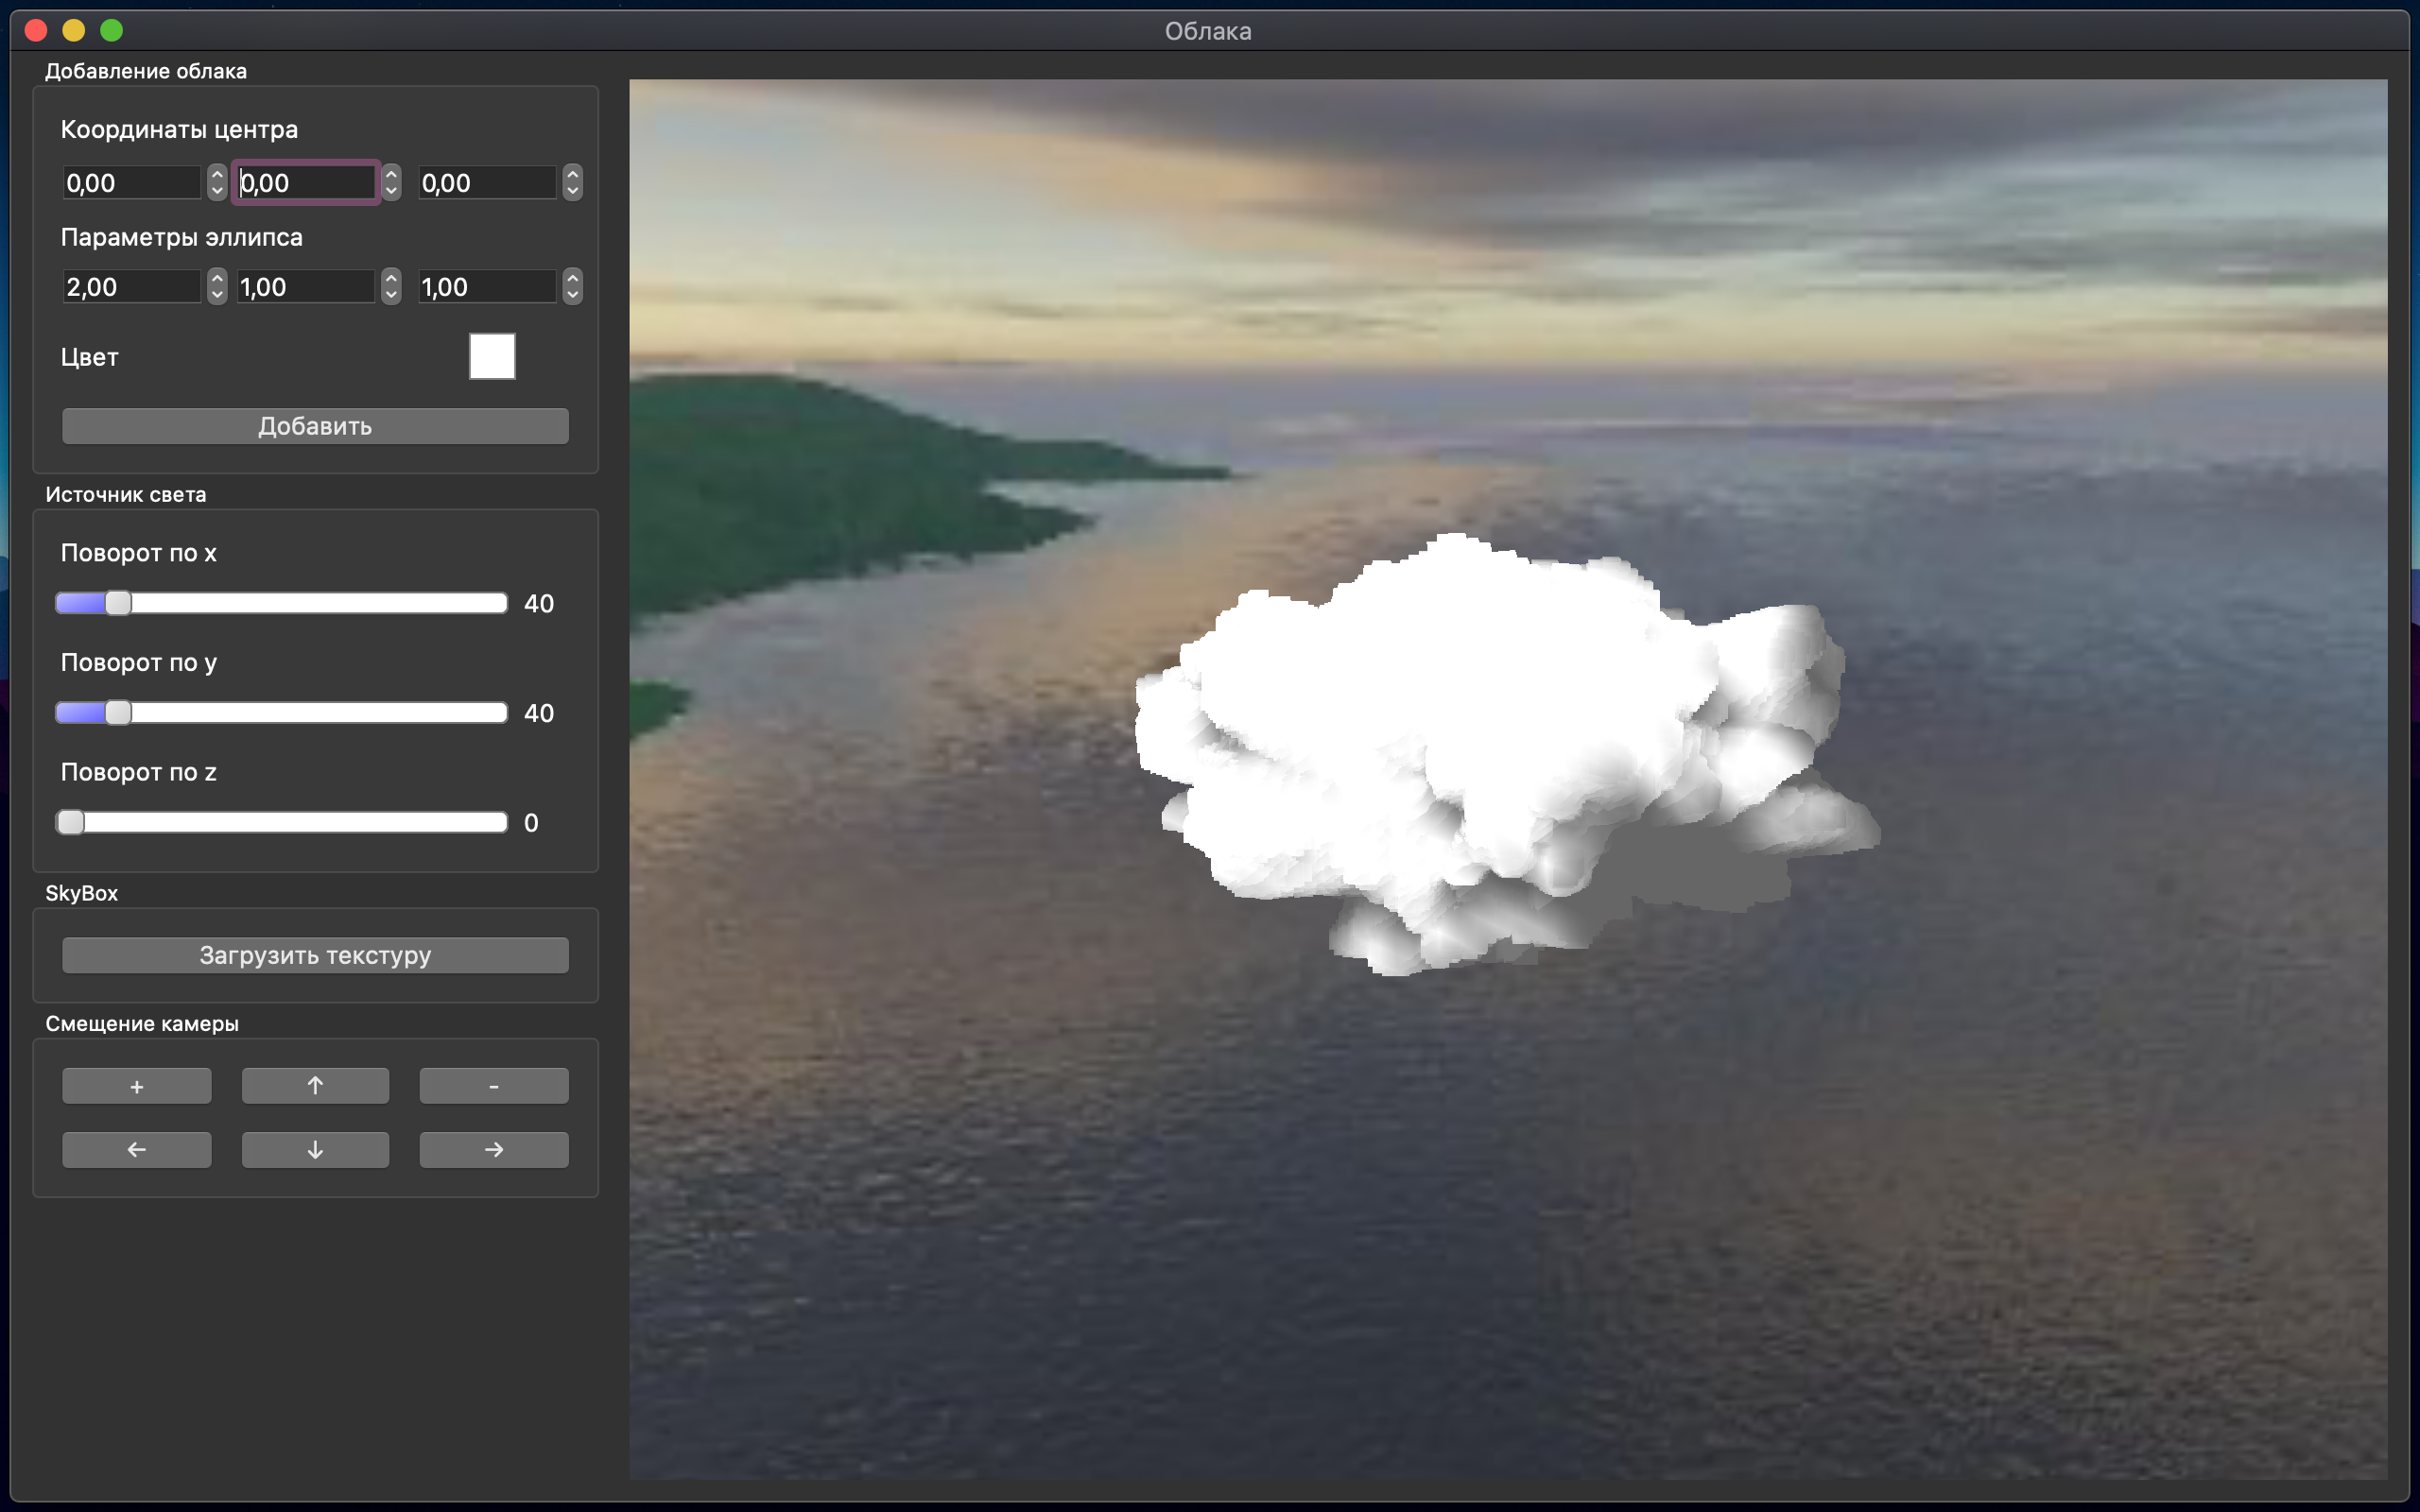 Облака
Добавление облака
Координаты центра
0,00 0,00 0,00
Параметры эллипса
2,00 1,00 1,00
Цвет
Добавить
Источник света
Поворот по x
40
Поворот по y
40
Поворот по z
0
SkyBox
Загрузить текстуру
Смещение камеры
+ ↑ -
← ↓ →